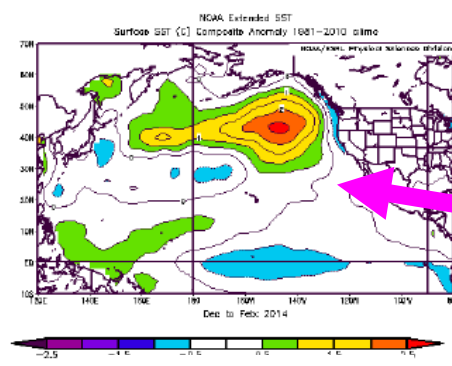 NOAA Extended SST
Surface SST (C) Composite Anomaly 1981-2010 climo
NOAA/ESRL Physical Sciences Division
70N
60N
50N
40N
30N
20N
10N
EQ
10S
120E 140E 160E 180 160W 140W 120W 100W
Dec to Feb: 2014
-2.5 -1.5 -0.5 0.5 1.5 2.5